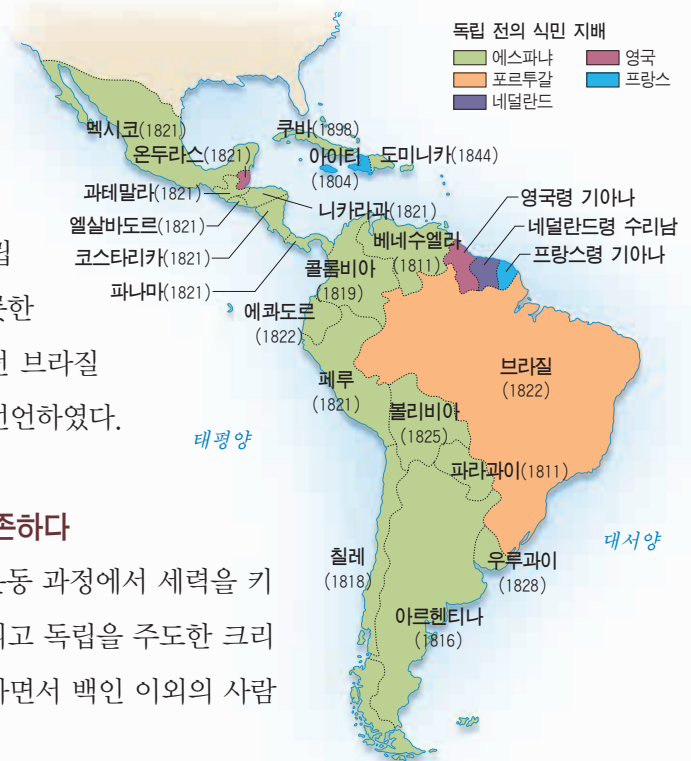 독립 전의 식민 지배
에스파냐
영국
포르투갈
프랑스
네덜란드
멕시코(1821)
쿠바(1898)
온두라스(1821)
아이티
(1804)
도미니카(1844)
과테말라(1821)
니카라과(1821)
엘살바도르(1821)
코스타리카(1821)
파나마(1821)
베네수엘라
(1811)
영국령 기아나
네덜란드령 수리남
프랑스령 기아나
콜롬비아
(1819)
에콰도르
(1822)
페루
(1821)
브라질
(1822)
볼리비아
(1825)
파라과이(1811)
태평양
대서양
칠레
(1818)
우루과이
(1828)
아르헨티나
(1816)
립
한
브라질
언하였다.
존하다
운동 과정에서 세력을 키
되고 독립을 주도한 크리
하면서 백인 이외의 사람